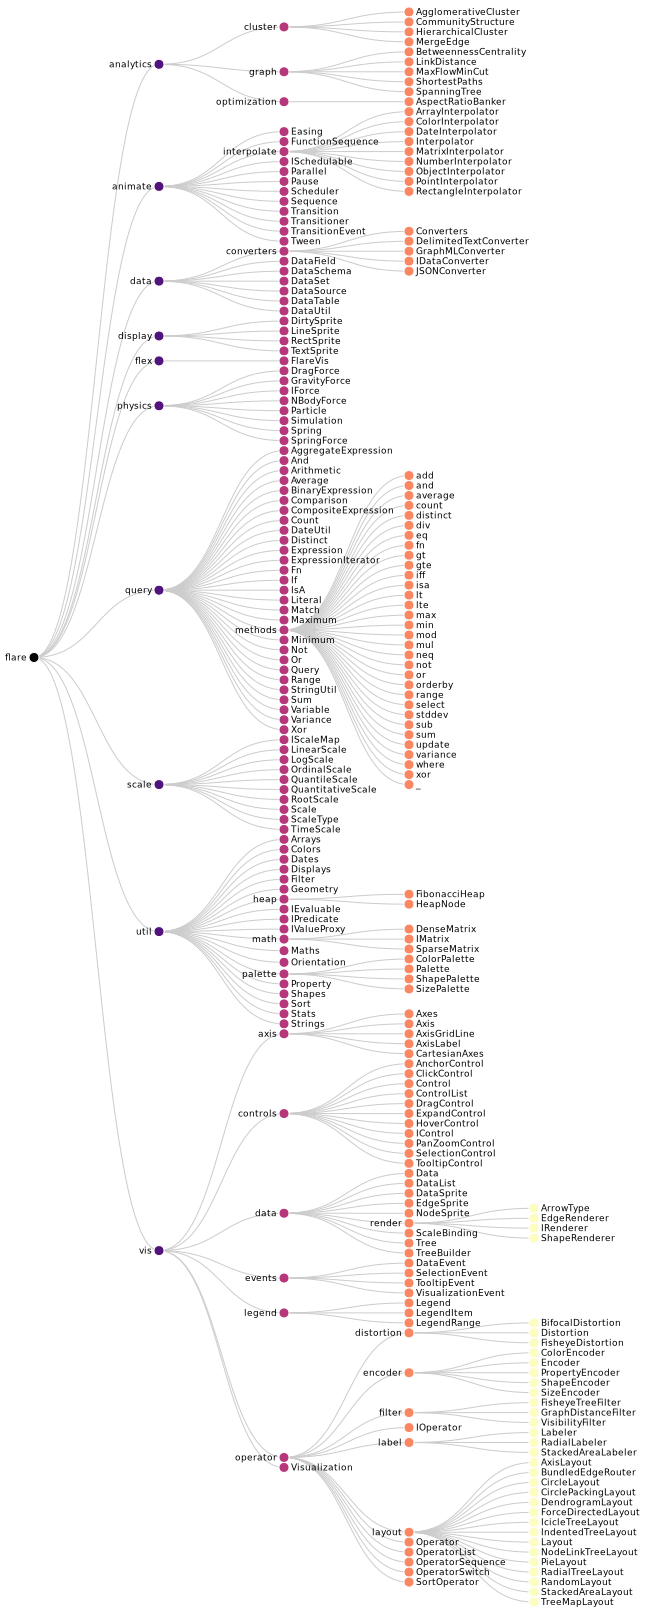 AgglomerativeCluster
CommunityStructure
cluster
HierarchicalCluster
MergeEdge
BetweennessCentrality
LinkDistance
analytics
graph
MaxFlowMinCut
ShortestPaths
SpanningTree
optimization
AspectRatioBanker
ArrayInterpolator
ColorInterpolator
Easing
DateInterpolator
FunctionSequence
Interpolator
interpolate
MatrixInterpolator
ISchedulable
NumberInterpolator
Parallel
ObjectInterpolator
animate
Pause
PointInterpolator
Scheduler
RectangleInterpolator
Sequence
Transition
Transitioner
TransitionEvent
Converters
Tween
DelimitedTextConverter
converters
GraphMLConverter
DataField
IDataConverter
DataSchema
JSONConverter
data
DataSet
DataSource
DataTable
DataUtil
DirtySprite
LineSprite
display
RectSprite
TextSprite
flex
FlareVis
DragForce
GravityForce
IForce
NBodyForce
physics
Particle
Simulation
Spring
SpringForce
AggregateExpression
And
Arithmetic
add
Average
and
BinaryExpression
average
Comparison
count
CompositeExpression
distinct
Count
div
DateUtil
eq
Distinct
fn
Expression
gt
ExpressionIterator
gte
Fn
iff
If
isa
query
IsA
lt
Literal
lte
Match
max
Maximum
min
methods
mod
Minimum
mul
Not
neq
flare
Or
not
Query
or
Range
orderby
StringUtil
range
Sum
select
Variable
stddev
Variance
sub
Xor
sum
IScaleMap
update
LinearScale
variance
LogScale
where
OrdinalScale
xor
QuantileScale
_
scale
QuantitativeScale
RootScale
Scale
ScaleType
TimeScale
Arrays
Colors
Dates
Displays
Filter
Geometry
FibonacciHeap
heap
HeapNode
IEvaluable
IPredicate
util
IValueProxy
DenseMatrix
math
IMatrix
Maths
SparseMatrix
Orientation
ColorPalette
palette
Palette
Property
ShapePalette
Shapes
SizePalette
Sort
Stats
Axes
Strings
Axis
axis
AxisGridLine
AxisLabel
CartesianAxes
AnchorControl
ClickControl
Control
ControlList
DragControl
controls
ExpandControl
HoverControl
IControl
PanZoomControl
SelectionControl
TooltipControl
Data
DataList
DataSprite
EdgeSprite
ArrowType
data
NodeSprite
EdgeRenderer
render
IRenderer
ScaleBinding
ShapeRenderer
Tree
vis
TreeBuilder
DataEvent
SelectionEvent
events
TooltipEvent
VisualizationEvent
Legend
legend
LegendItem
LegendRange
BifocalDistortion
distortion
Distortion
FisheyeDistortion
ColorEncoder
Encoder
encoder
PropertyEncoder
ShapeEncoder
SizeEncoder
FisheyeTreeFilter
filter
GraphDistanceFilter
VisibilityFilter
IOperator
Labeler
label
RadialLabeler
StackedAreaLabeler
operator
AxisLayout
Visualization
BundledEdgeRouter
CircleLayout
CirclePackingLayout
DendrogramLayout
ForceDirectedLayout
IcicleTreeLayout
layout
IndentedTreeLayout
Operator
Layout
OperatorList
NodeLinkTreeLayout
OperatorSequence
PieLayout
OperatorSwitch
RadialTreeLayout
SortOperator
RandomLayout
StackedAreaLayout
TreeMapLayout